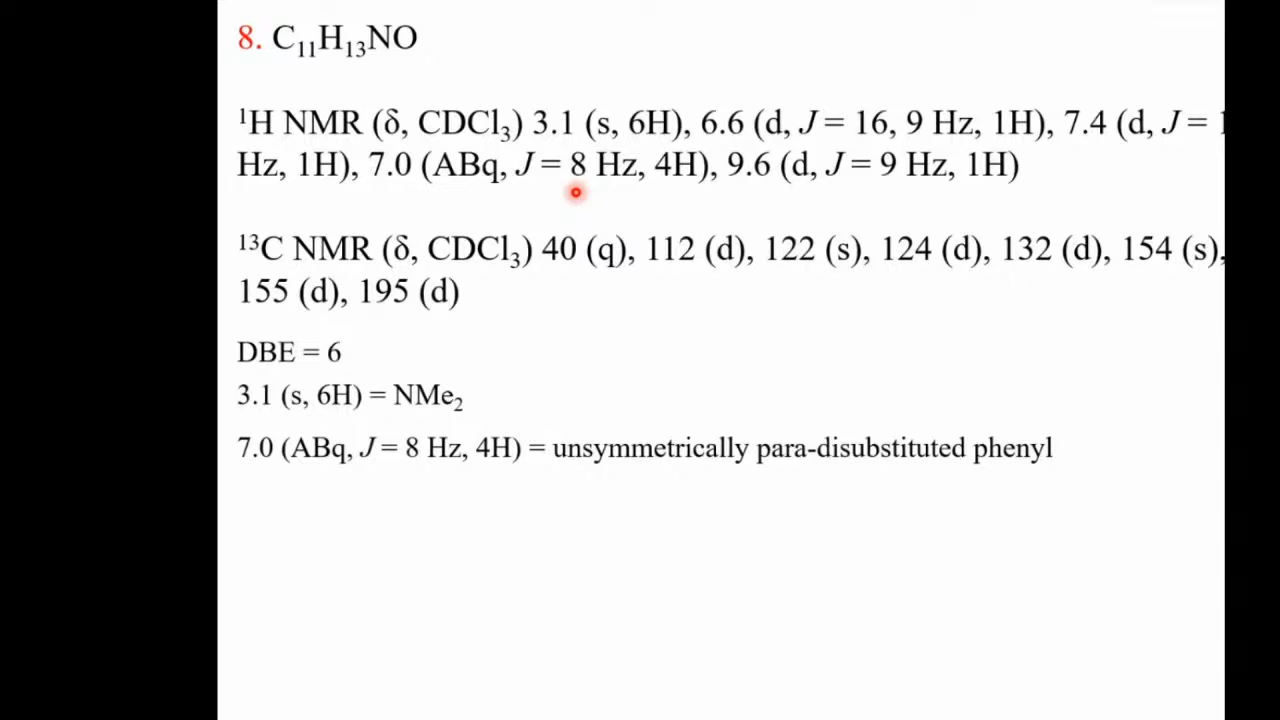 8. C₁₁H₁₃NO
¹H NMR (δ, CDCl₃) 3.1 (s, 6H), 6.6 (d, J = 16, 9 Hz, 1H), 7.4 (d, J =
Hz, 1H), 7.0 (ABq, J = 8 Hz, 4H), 9.6 (d, J = 9 Hz, 1H)
¹³C NMR (δ, CDCl₃) 40 (q), 112 (d), 122 (s), 124 (d), 132 (d), 154 (s),
155 (d), 195 (d)
DBE = 6
3.1 (s, 6H) = NMe₂
7.0 (ABq, J = 8 Hz, 4H) = unsymmetrically para-disubstituted phenyl